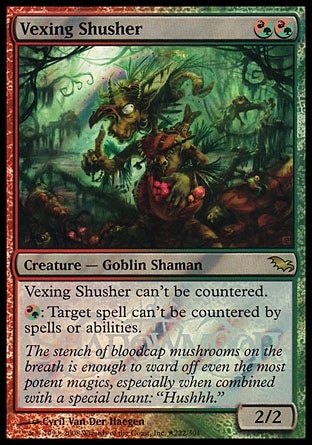 Vexing Shusher
Creature — Goblin Shaman
Vexing Shusher can't be countered.
: Target spell can't be countered by
spells or abilities.
The stench of bloodcap mushrooms on the
breath is enough to ward off even the most
potent magics, especially when combined
with a special chant: “Hushhh.”
SHADOWMOOR
Cyril Van Der Haegen
2/2